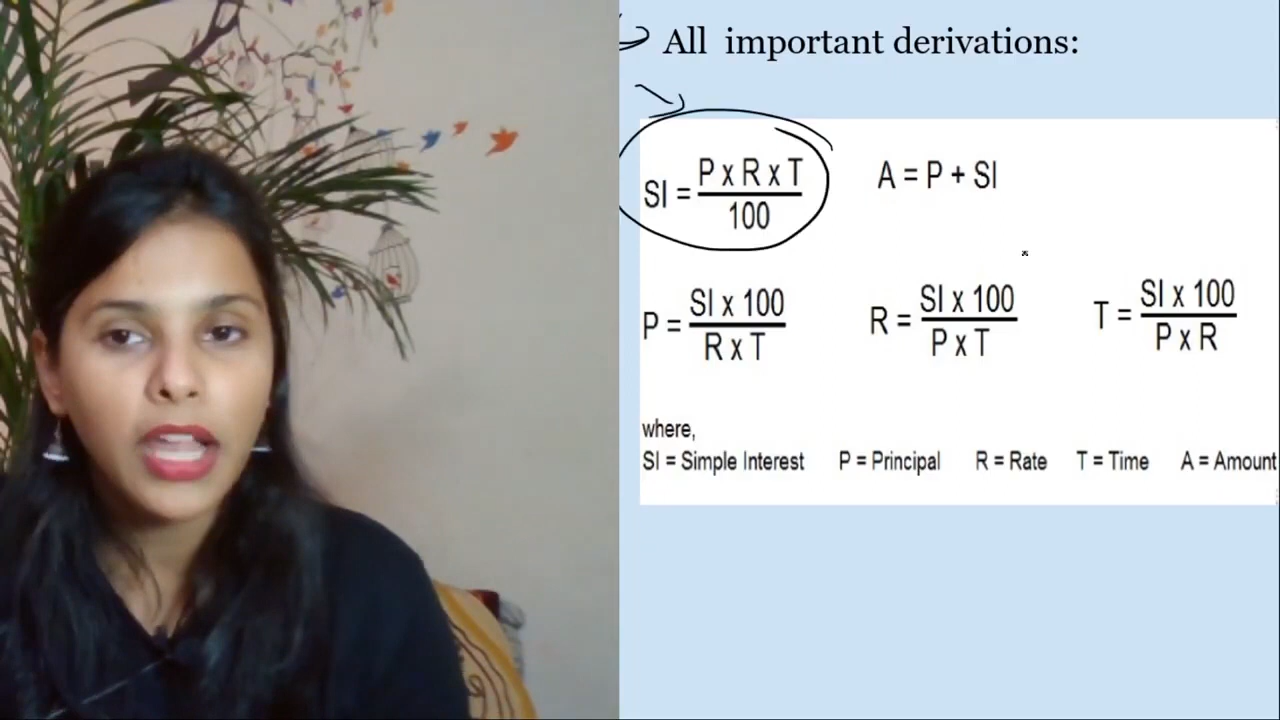 All important derivations:
SI = P x R x T / 100
A = P + SI
P = SI x 100 / R x T
R = SI x 100 / P x T
T = SI x 100 / P x R
where,
SI = Simple Interest P = Principal R = Rate T = Time A = Amount